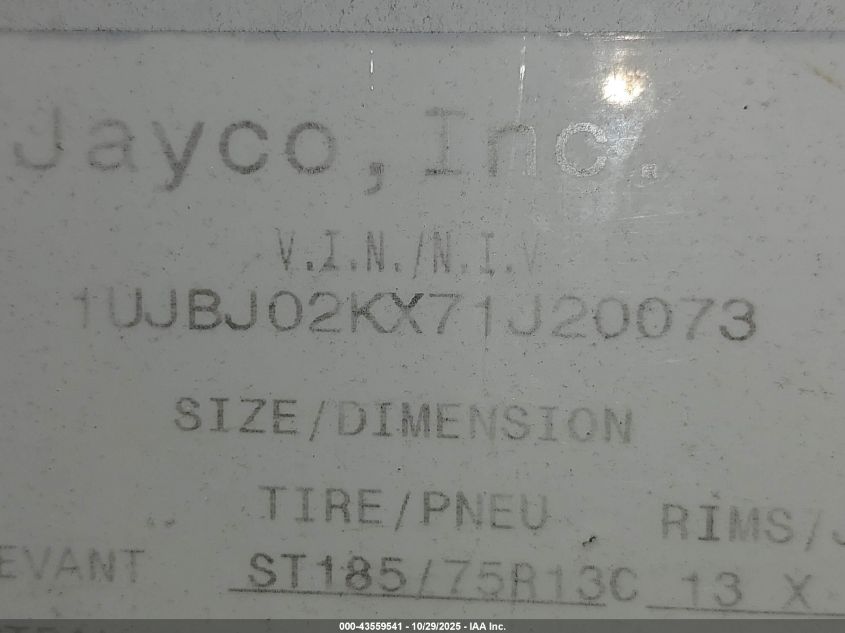 Jayco, Inc.
V.I.N./N.I.V
1UJBJ02KX71J20073
SIZE/DIMENSION
TIRE/PNEU RIMS/J
EVANT ST185/75R13C 13 X
000-43559541 - 10/29/2025 - IAA Inc.